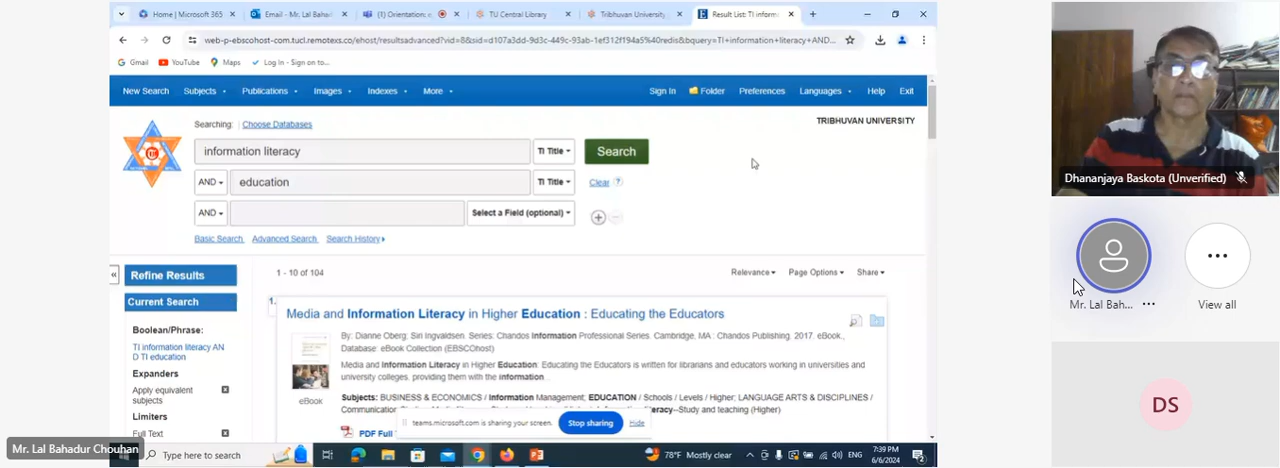 Home | Microsoft 365
Email - Mr. Lal Bahad
(1) Orientation: e
TU Central Library
Tribhuvan University
Result List: TI inform
web-p-ebscohost-com.tucl.remotexs.co/ehost/resultsadvanced?vid=8&sid=d107a3dd-9d3c-449c-93ab-1ef312f194a5%40redis&bquery=TI+information+literacy+AND...
Gmail
YouTube
Maps
Log In - Sign on to...
New Search
Subjects
Publications
Images
Indexes
More
Sign In
Folder
Preferences
Languages
Help
Exit
Searching: Choose Databases
TRIBHUVAN UNIVERSITY
information literacy
TI Title
Search
AND
education
TI Title
Clear
?
AND
Select a Field (optional)
Basic Search
Advanced Search
Search History
Refine Results
1 - 10 of 104
Relevance
Page Options
Share
Current Search
Boolean/Phrase:
TI information literacy AN
D TI education
Expanders
Apply equivalent
subjects
Limiters
Full Text
1.
Media and Information Literacy in Higher Education : Educating the Educators
By: Dianne Oberg, Siri Ingvaldsen. Series: Chandos Information Professional Series. Cambridge, MA : Chandos Publishing. 2017. eBook.,
Database: eBook Collection (EBSCOhost)
Media and Information Literacy in Higher Education: Educating the Educators is written for librarians and educators working in universities and
university colleges, providing them with the information...
Subjects: BUSINESS & ECONOMICS / Information Management; EDUCATION / Schools / Levels / Higher; LANGUAGE ARTS & DISCIPLINES /
eBook
PDF Full
teams.microsoft.com is sharing your screen.
Stop sharing
Hide
Type here to search
78°F Mostly clear
ENG
7:39 PM
6/6/2024
Mr. Lal Bahadur Chouhan
Dhananjaya Baskota (Unverified)
Mr. Lal Bah...
View all
DS